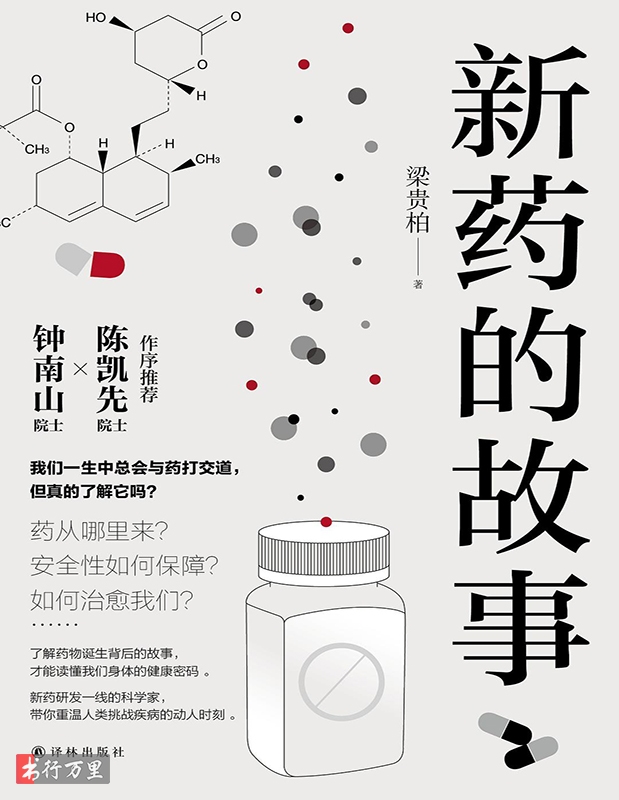 新药的故事
梁贵柏
著
作序推荐
陈凯先
院士
×
钟南山
院士
我们一生中总会与药打交道，
但真的了解它吗？
药从哪里来？
安全性如何保障？
如何治愈我们？
……
了解药物诞生背后的故事，
才能读懂我们身体的健康密码。
新药研发一线的科学家，
带你重温人类挑战疾病的动人时刻。
译林出版社
书行万里
HO
O
O
H
O
O
CH₃
H
H
CH₃
C